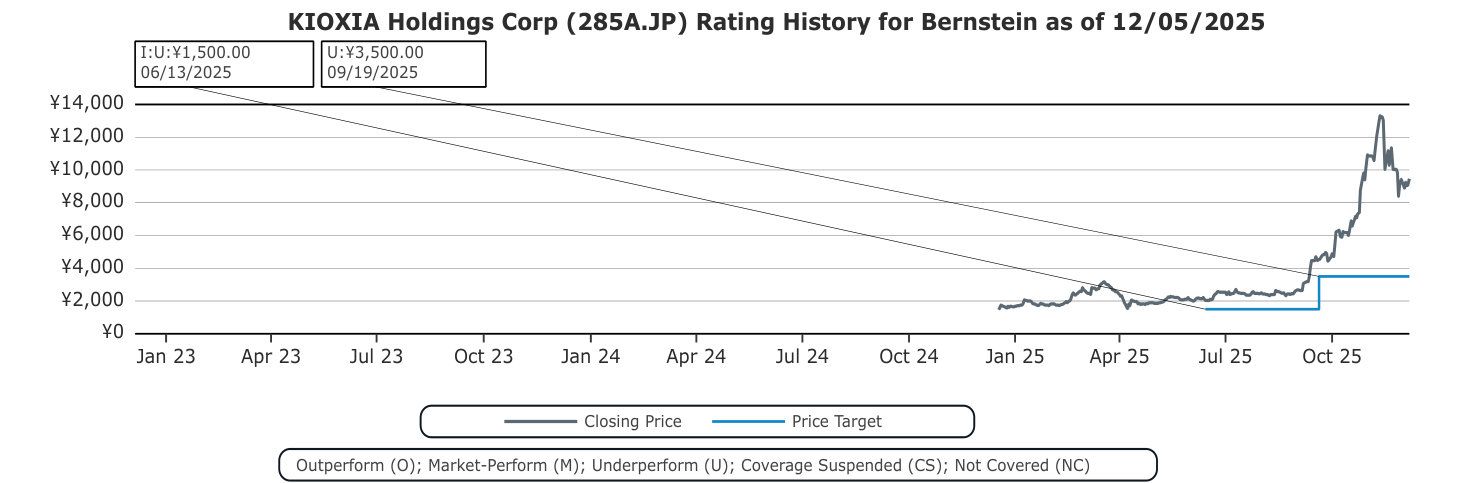 KIOXIA Holdings Corp (285A.JP) Rating History for Bernstein as of 12/05/2025
I:U:¥1,500.00
06/13/2025
U:¥3,500.00
09/19/2025
¥14,000
¥12,000
¥10,000
¥8,000
¥6,000
¥4,000
¥2,000
¥0
Jan 23 Apr 23 Jul 23 Oct 23 Jan 24 Apr 24 Jul 24 Oct 24 Jan 25 Apr 25 Jul 25 Oct 25
Closing Price Price Target
Outperform (O); Market-Perform (M); Underperform (U); Coverage Suspended (CS); Not Covered (NC)